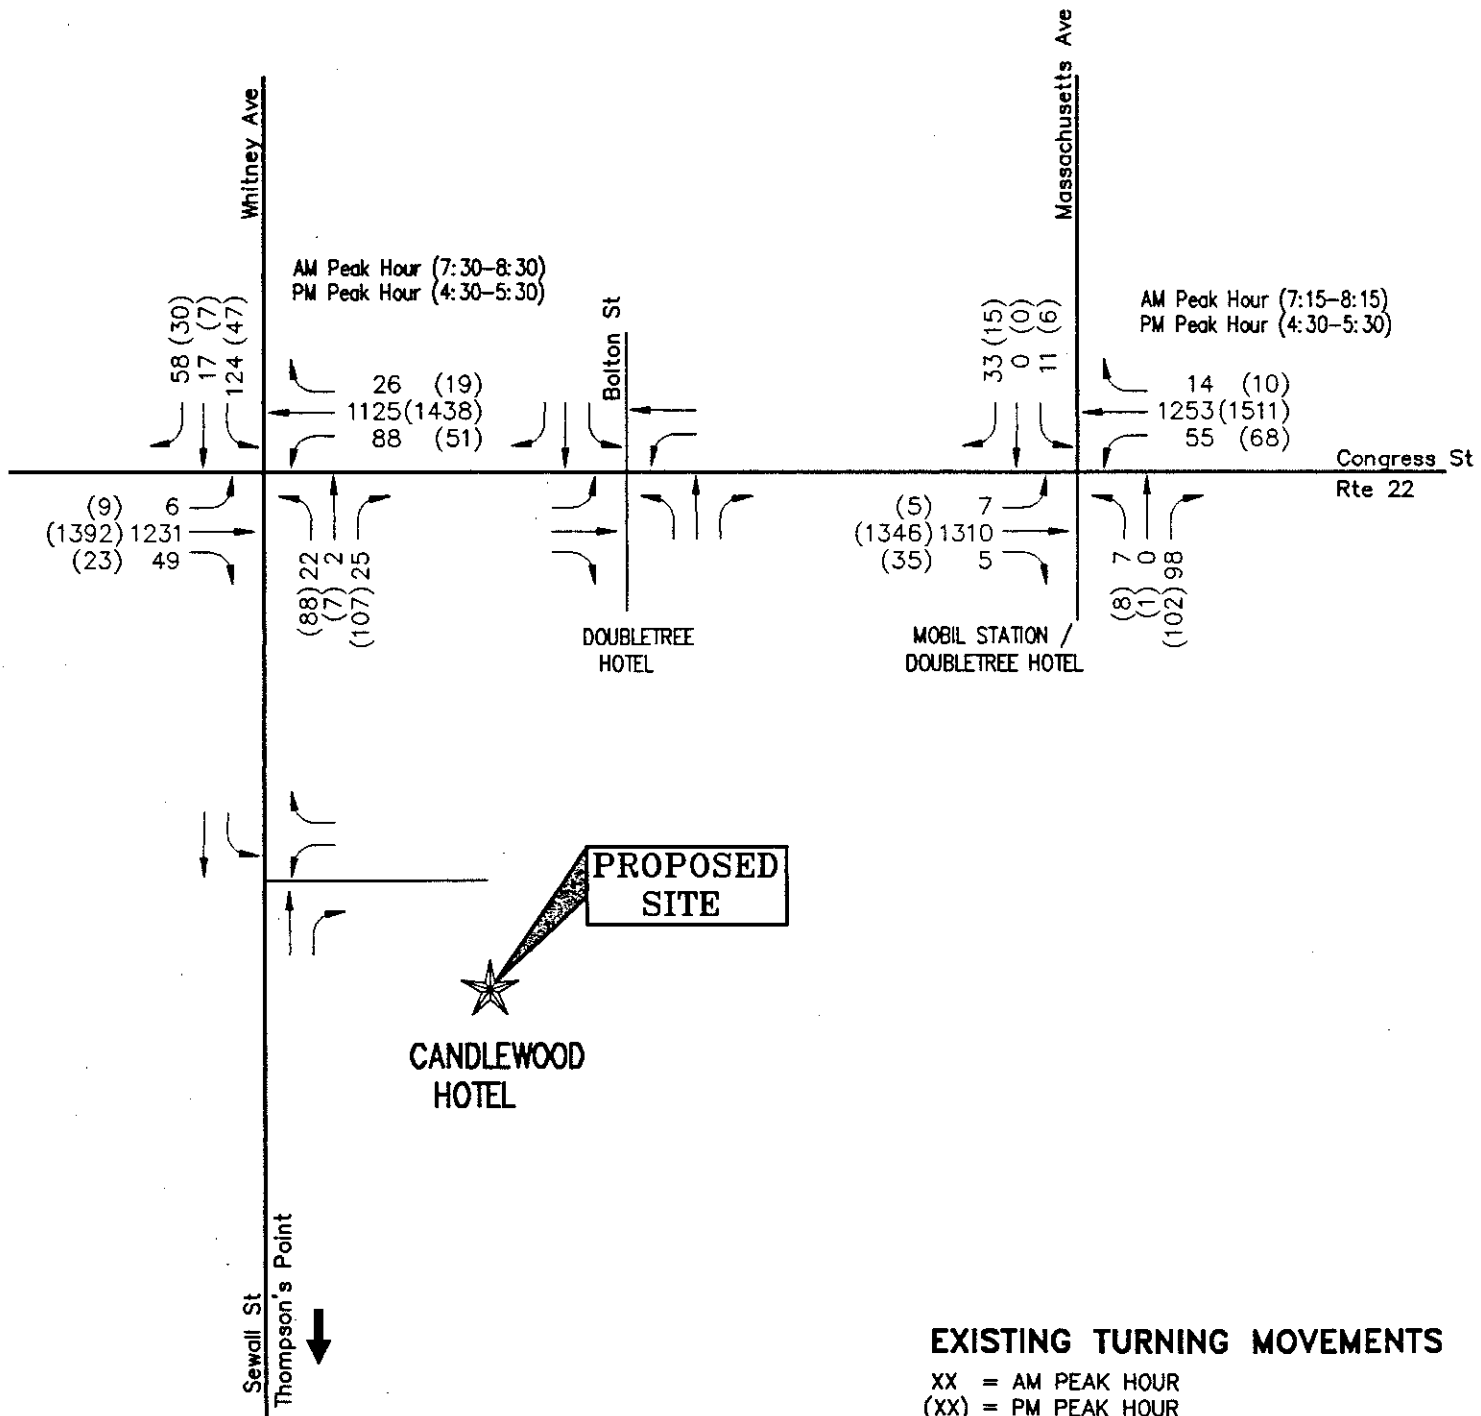 Whitney Ave
Massachusetts Ave
AM Peak Hour (7:30-8:30)
PM Peak Hour (4:30-5:30)
AM Peak Hour (7:15-8:15)
PM Peak Hour (4:30-5:30)
58 (30)
17 (7)
124 (47)
26 (19)
1125(1438)
88 (51)
Bolton St
33 (15)
0 (0)
11 (6)
14 (10)
1253(1511)
55 (68)
Congress St
Rte 22
(9) 6
(1392) 1231
(23) 49
(88) 22
(7) 2
(107) 25
(5) 7
(1346) 1310
(35) 5
(8) 7
(1) 0
(102) 98
DOUBLETREE
HOTEL
MOBIL STATION /
DOUBLETREE HOTEL
PROPOSED
SITE
CANDLEWOOD
HOTEL
Sewall St
Thompson's Point
EXISTING TURNING MOVEMENTS
XX = AM PEAK HOUR
(XX) = PM PEAK HOUR